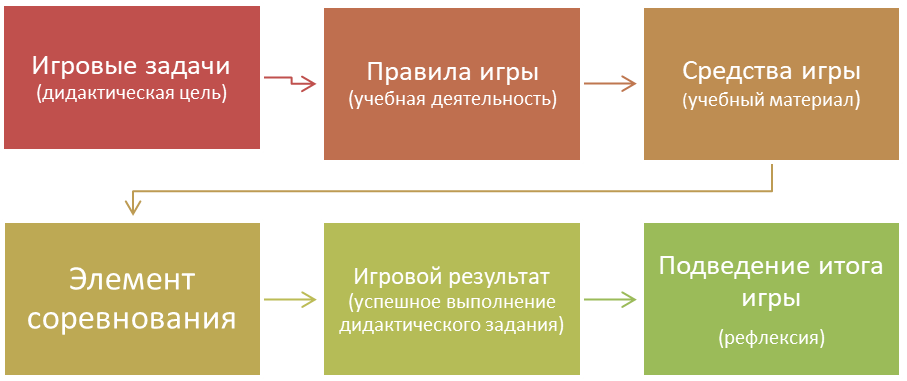 Игровые задачи
(дидактическая цель)
Правила игры
(учебная деятельность)
Средства игры
(учебный материал)
Элемент
соревнования
Игровой результат
(успешное выполнение
дидактического задания)
Подведение итога
игры
(рефлексия)